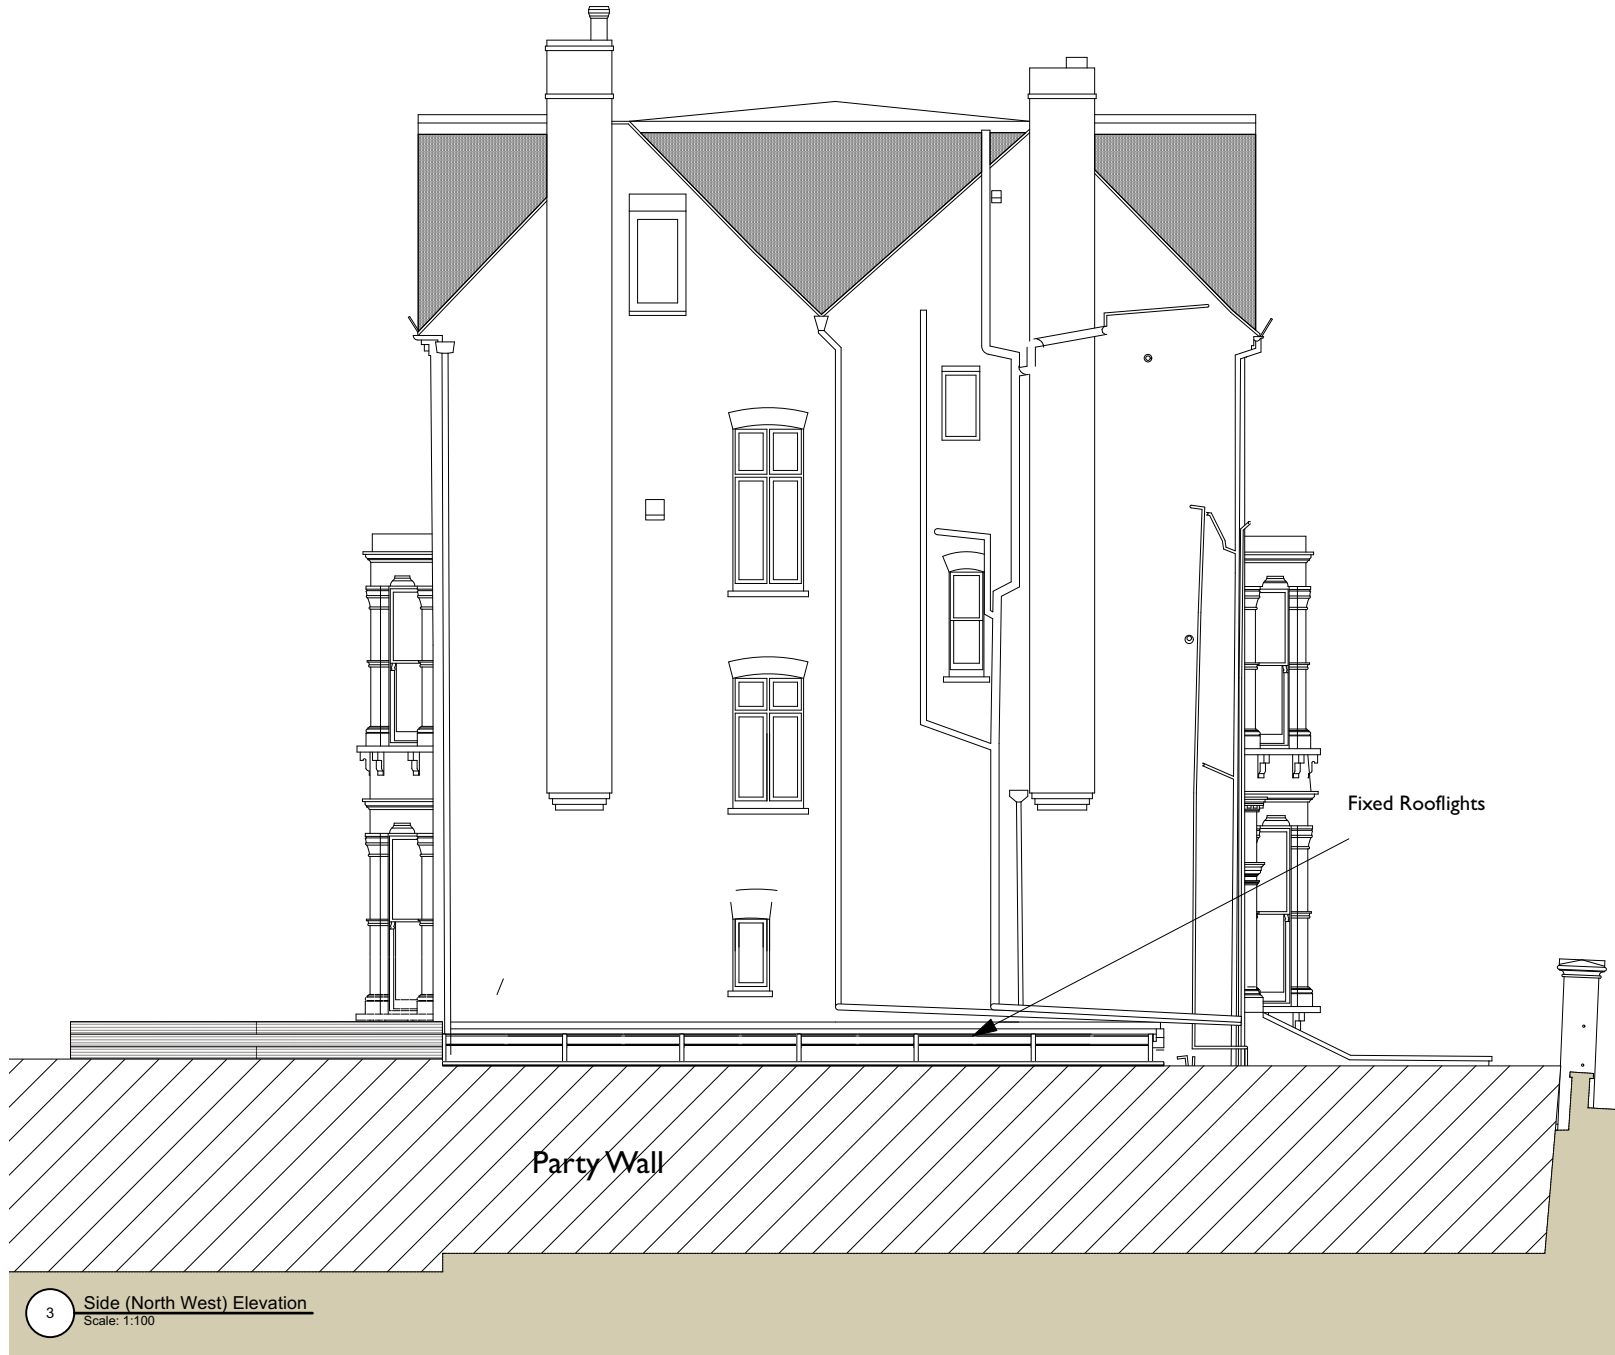 Fixed Rooflights
Party Wall
3
Side (North West) Elevation
Scale: 1:100